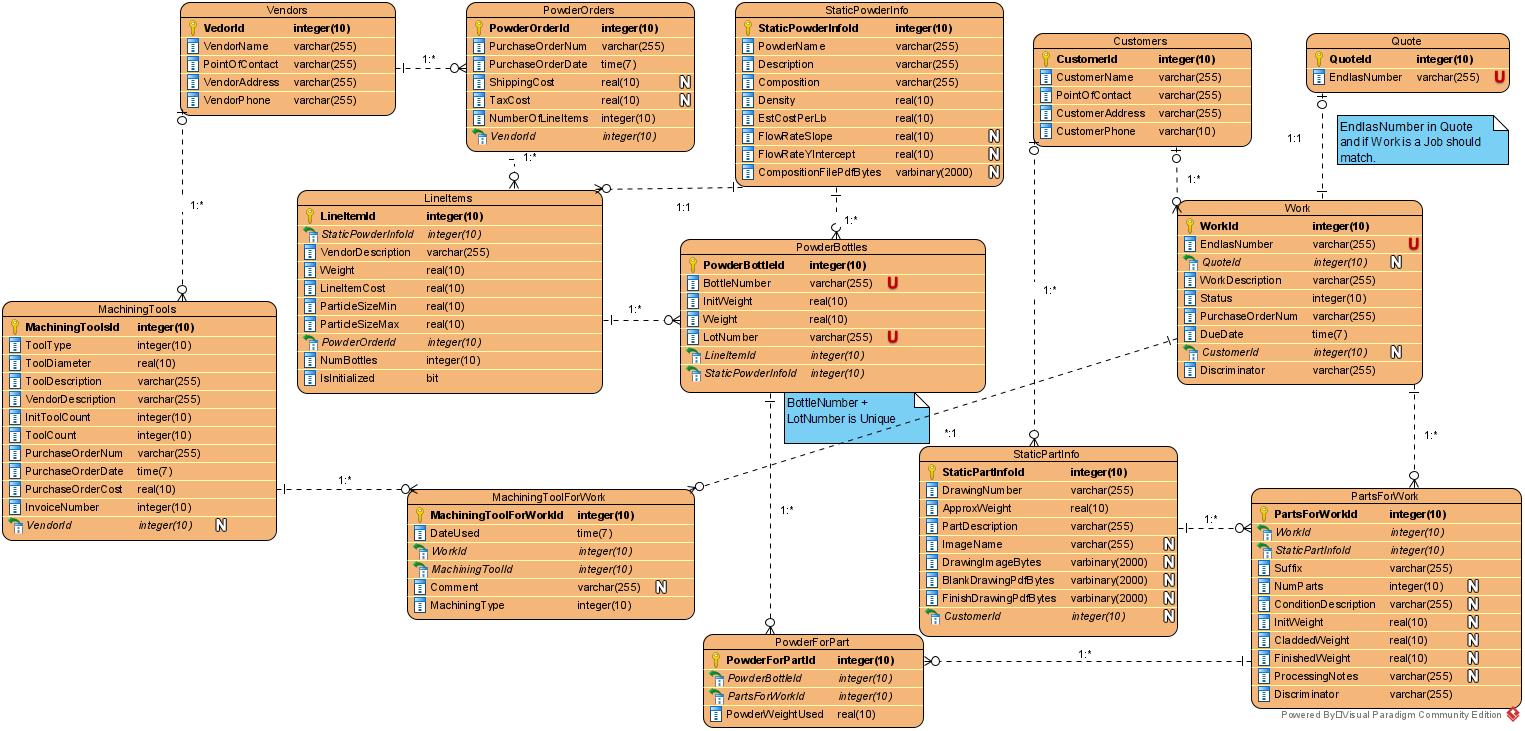 Vendors
VedorId integer(10)
VendorName varchar(255)
PointOfContact varchar(255)
VendorAddress varchar(255)
VendorPhone varchar(255)
1:*
PowderOrders
PowderOrderId integer(10)
PurchaseOrderNum varchar(255)
PurchaseOrderDate time(7)
ShippingCost real(10) N
TaxCost real(10) N
NumberOfLineItems integer(10)
VendorId integer(10)
1:*
StaticPowderInfo
StaticPowderInfoId integer(10)
PowderName varchar(255)
Description varchar(255)
Composition varchar(255)
Density real(10)
EstCostPerLb real(10)
FlowRateSlope real(10) N
FlowRateYIntercept real(10) N
CompositionFilePdfBytes varbinary(2000) N
1:1
1:*
Customers
CustomerId integer(10)
CustomerName varchar(255)
PointOfContact varchar(255)
CustomerAddress varchar(255)
CustomerPhone varchar(10)
1:*
1:*
Quote
QuoteId integer(10)
EndlasNumber varchar(255) U
1:1
EndlasNumber in Quote
and if Work is a Job should
match.
1:*
LineItems
LineItemId integer(10)
StaticPowderInfoId integer(10)
VendorDescription varchar(255)
Weight real(10)
LineItemCost real(10)
ParticleSizeMin real(10)
ParticleSizeMax real(10)
PowderOrderId integer(10)
NumBottles integer(10)
IsInitialized bit
1:*
PowderBottles
PowderBottleId integer(10)
BottleNumber varchar(255) U
InitWeight real(10)
Weight real(10)
LotNumber varchar(255) U
LineItemId integer(10)
StaticPowderInfoId integer(10)
BottleNumber +
LotNumber is Unique
Work
WorkId integer(10)
EndlasNumber varchar(255) U
QuoteId integer(10) N
WorkDescription varchar(255)
Status integer(10)
PurchaseOrderNum varchar(255)
DueDate time(7)
CustomerId integer(10) N
Discriminator varchar(255)
*:1
1:*
MachiningTools
MachiningToolsId integer(10)
ToolType integer(10)
ToolDiameter real(10)
ToolDescription varchar(255)
VendorDescription varchar(255)
InitToolCount integer(10)
ToolCount integer(10)
PurchaseOrderNum varchar(255)
PurchaseOrderDate time(7)
PurchaseOrderCost real(10)
InvoiceNumber integer(10)
VendorId integer(10) N
1:*
MachiningToolForWork
MachiningToolForWorkId integer(10)
DateUsed time(7)
WorkId integer(10)
MachiningToolId integer(10)
Comment varchar(255) N
MachiningType integer(10)
1:*
StaticPartInfo
StaticPartInfoId integer(10)
DrawingNumber varchar(255)
ApproxWeight real(10)
PartDescription varchar(255)
ImageName varchar(255) N
DrawingImageBytes varbinary(2000) N
BlankDrawingPdfBytes varbinary(2000) N
FinishDrawingPdfBytes varbinary(2000) N
CustomerId integer(10) N
1:*
PartsForWork
PartsForWorkId integer(10)
WorkId integer(10)
StaticPartInfoId integer(10)
Suffix varchar(255)
NumParts integer(10) N
ConditionDescription varchar(255) N
InitWeight real(10) N
CladdedWeight real(10) N
FinishedWeight real(10) N
ProcessingNotes varchar(255) N
Discriminator varchar(255)
1:*
PowderForPart
PowderForPartId integer(10)
PowderBottleId integer(10)
PartsForWorkId integer(10)
PowderWeightUsed real(10)
Powered By Visual Paradigm Community Edition